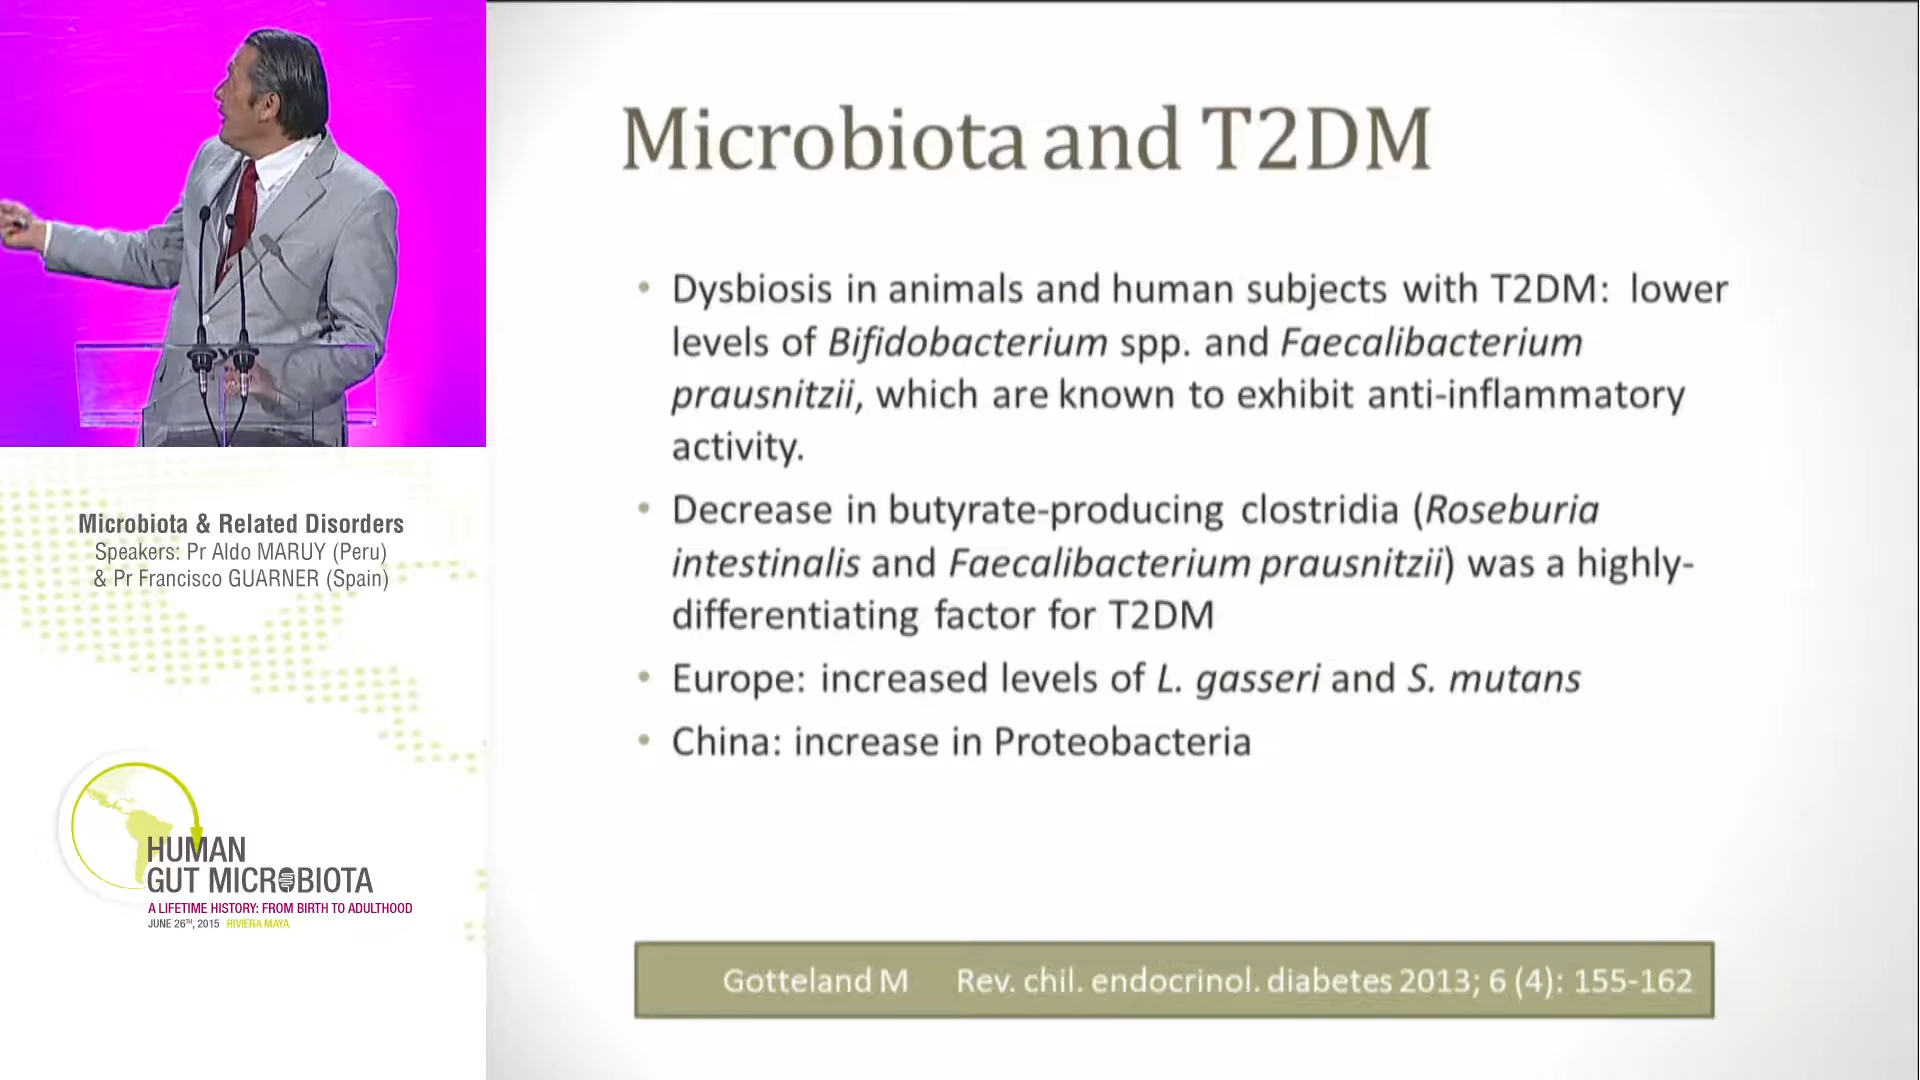 Microbiota and T2DM
• Dysbiosis in animals and human subjects with T2DM: lower
levels of Bifidobacterium spp. and Faecalibacterium
prausnitzii, which are known to exhibit anti-inflammatory
activity.
• Decrease in butyrate-producing clostridia (Roseburia
intestinalis and Faecalibacterium prausnitzii) was a highly-
differentiating factor for T2DM
• Europe: increased levels of L. gasseri and S. mutans
• China: increase in Proteobacteria
Gotteland M Rev. chil. endocrinol. diabetes 2013; 6 (4): 155-162
Microbiota & Related Disorders
Speakers: Pr Aldo MARUY (Peru)
& Pr Francisco GUARNER (Spain)
HUMAN
GUT MICROBIOTA
A LIFETIME HISTORY: FROM BIRTH TO ADULTHOOD
JUNE 26TH, 2015 RIVIERA MAYA